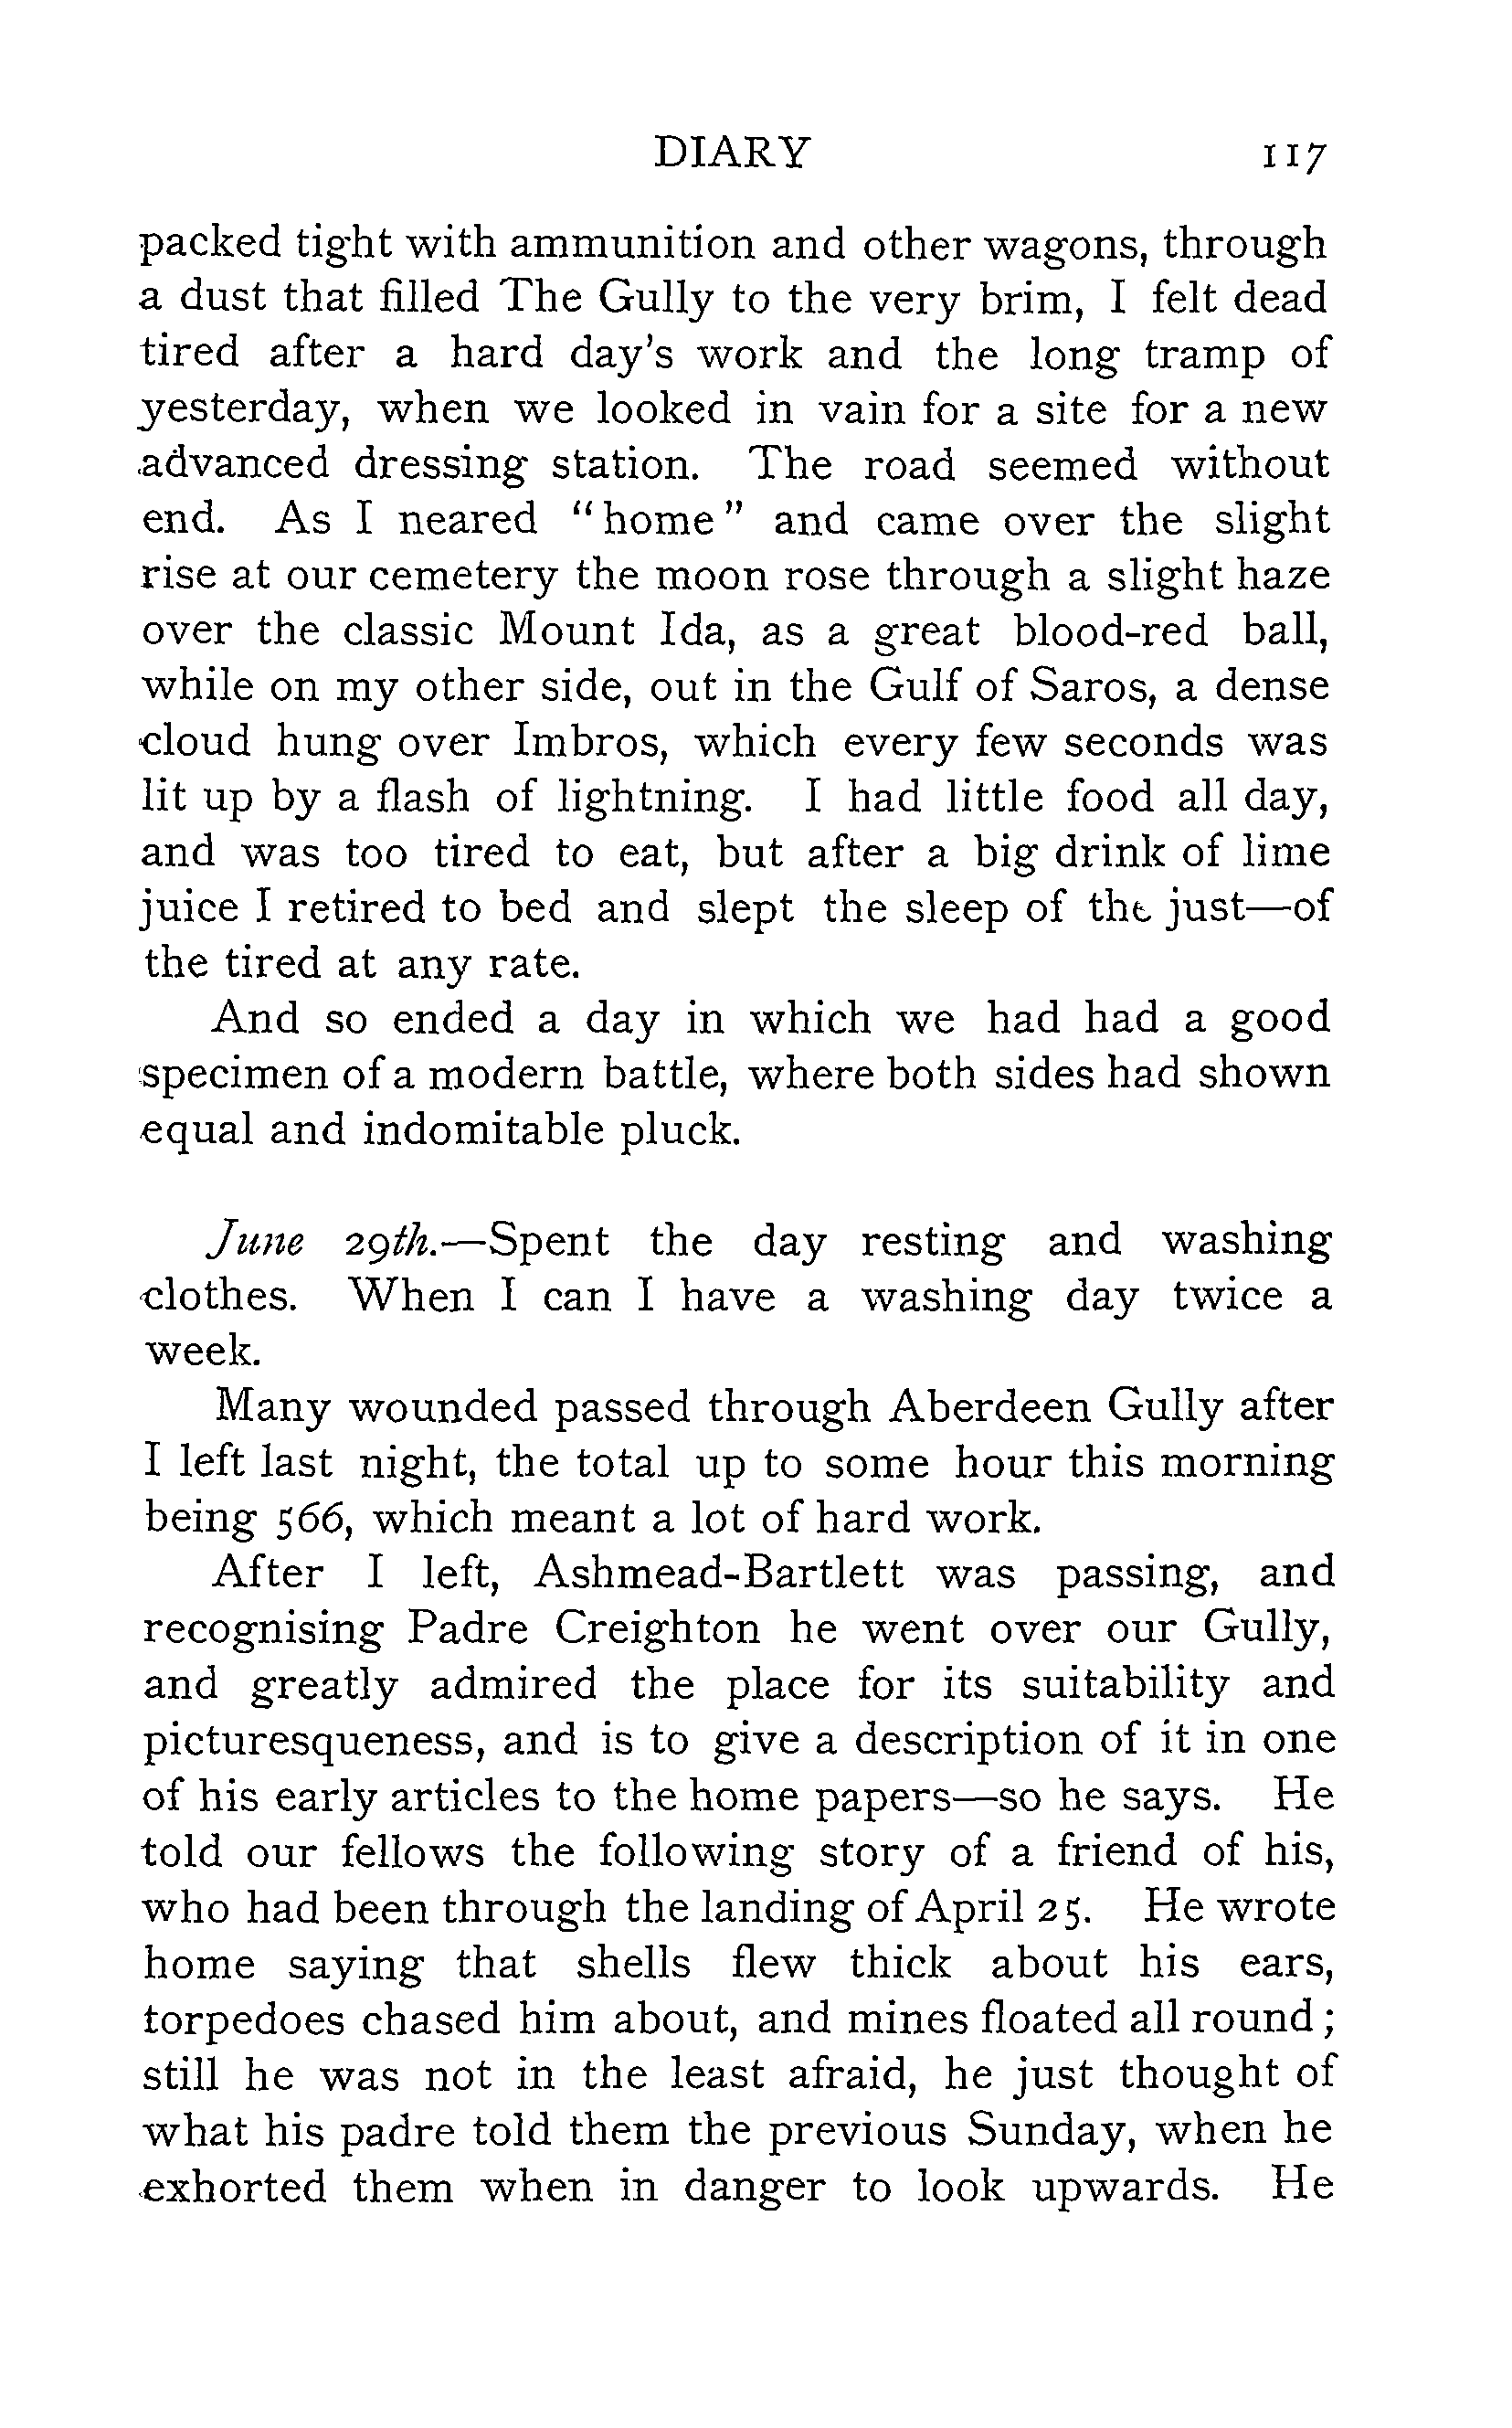 DIARY 117
packed tight with ammunition and other wagons, through
a dust that filled The Gully to the very brim, I felt dead
tired after a hard day's work and the long tramp of
yesterday, when we looked in vain for a site for a new
advanced dressing station. The road seemed without
end. As I neared "home" and came over the slight
rise at our cemetery the moon rose through a slight haze
over the classic Mount Ida, as a great blood-red ball,
while on my other side, out in the Gulf of Saros, a dense
cloud hung over Imbros, which every few seconds was
lit up by a flash of lightning. I had little food all day,
and was too tired to eat, but after a big drink of lime
juice I retired to bed and slept the sleep of the just—of
the tired at any rate.
And so ended a day in which we had had a good
specimen of a modern battle, where both sides had shown
equal and indomitable pluck.
June 29th.—Spent the day resting and washing
clothes. When I can I have a washing day twice a
week.
Many wounded passed through Aberdeen Gully after
I left last night, the total up to some hour this morning
being 566, which meant a lot of hard work.
After I left, Ashmead-Bartlett was passing, and
recognising Padre Creighton he went over our Gully,
and greatly admired the place for its suitability and
picturesqueness, and is to give a description of it in one
of his early articles to the home papers—so he says. He
told our fellows the following story of a friend of his,
who had been through the landing of April 25. He wrote
home saying that shells flew thick about his ears,
torpedoes chased him about, and mines floated all round;
still he was not in the least afraid, he just thought of
what his padre told them the previous Sunday, when he
exhorted them when in danger to look upwards. He